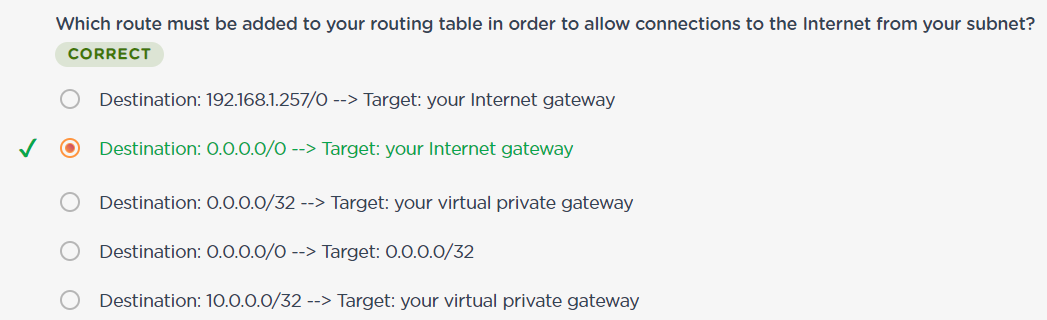 Which route must be added to your routing table in order to allow connections to the Internet from your subnet?
CORRECT
Destination: 192.168.1.257/0 --> Target: your Internet gateway
Destination: 0.0.0.0/0 --> Target: your Internet gateway
Destination: 0.0.0.0/32 --> Target: your virtual private gateway
Destination: 0.0.0.0/0 --> Target: 0.0.0.0/32
Destination: 10.0.0.0/32 --> Target: your virtual private gateway